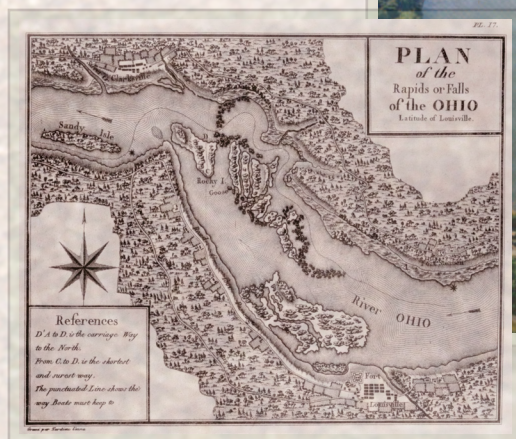 PL. 17.
PLAN
of the
Rapids or Falls
of the OHIO
Latitude of Louisville.
Sandy Isle
Rocky I.
Goose
River OHIO
Fort
Louisville
References
D'A to D. is the carriage Way
to the North.
From C. to D. is the shortest
and surest way.
The punctuated Line shows the
way Boats must keep to